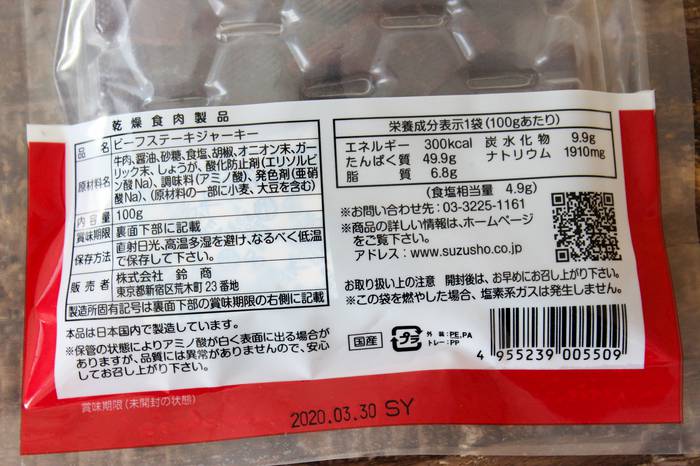 乾燥食肉製品
品名 ビーフステーキジャーキー
原材料名 牛肉、醤油、砂糖、食塩、胡椒、オニオン末、ガー
リック末、しょうが、酸化防止剤(エリソルビ
ン酸Na)、調味料(アミノ酸)、発色剤(亜硝
酸Na)、(原材料の一部に小麦、大豆を含む)
内容量 100g
賞味期限 裏面下部に記載
保存方法 直射日光、高温多湿を避け、なるべく低温
で保存して下さい。
販売者 株式会社 鈴商
東京都新宿区荒木町23番地
製造所固有記号は裏面下部の賞味期限の右側に記載
本品は日本国内で製造しています。
※保管の状態によりアミノ酸が白く表面に出る場合が
ありますが、品質には異常がありませんので、安心
してお召し上がり下さい。
栄養成分表示1袋(100gあたり)
エネルギー 300kcal 炭水化物 9.9g
たんぱく質 49.9g ナトリウム 1910mg
脂質 6.8g
(食塩相当量 4.9g)
※お問い合わせ先:03-3225-1161
※商品の詳しい情報は、ホームページ
をご覧下さい。
アドレス:www.suzusho.co.jp
お取り扱い上の注意 開封後は、お早めにお召し上がり下さい。
※この袋を燃やした場合、塩素系ガスは発生しません。
国産
プラ
外装:PE,PA
トレー:PP
4 955239 005509
賞味期限(未開封の状態)
2020.03.30 SY